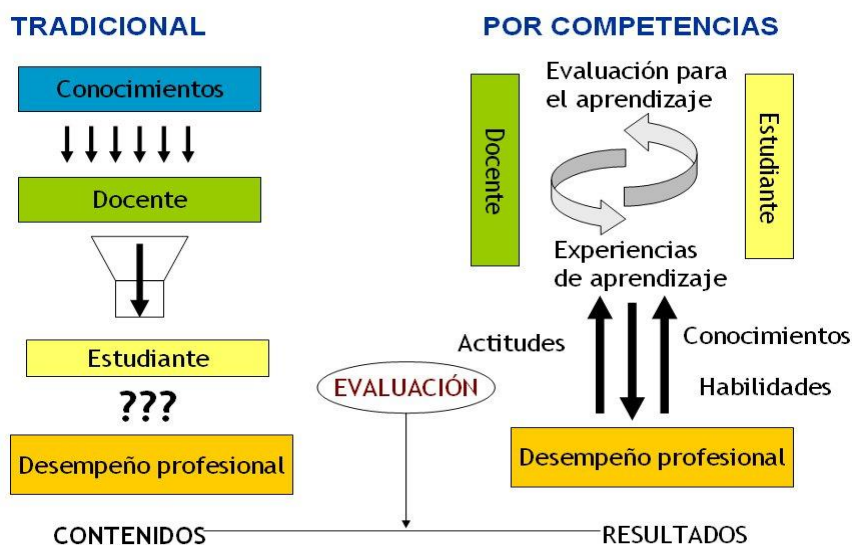 TRADICIONAL
Conocimientos
Docente
Estudiante
???
Desempeño profesional
CONTENIDOS
EVALUACIÓN
POR COMPETENCIAS
Evaluación para
el aprendizaje
Docente
Estudiante
Experiencias
de aprendizaje
Actitudes
Conocimientos
Habilidades
Desempeño profesional
RESULTADOS